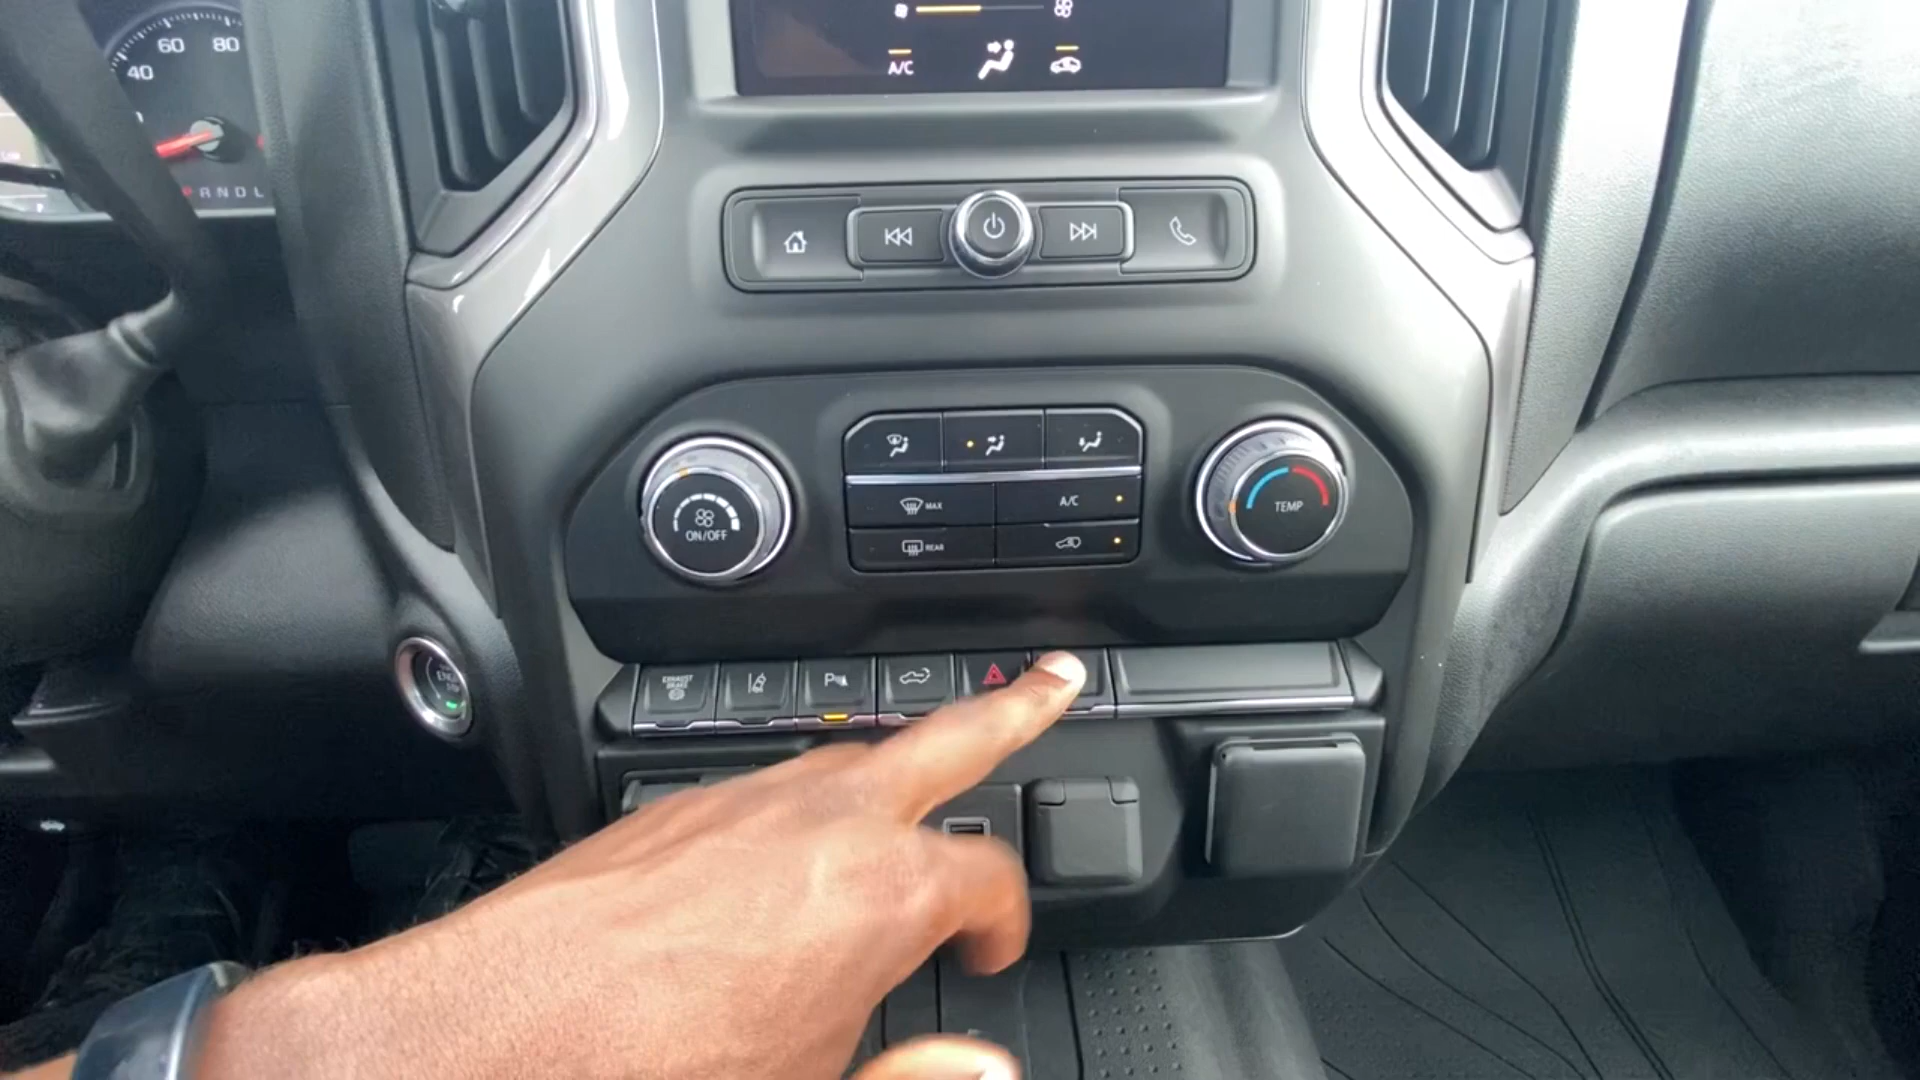 60 80
40
P R N D L
A/C
MAX
A/C
ON/OFF
REAR
TEMP
EXHAUST
BRAKE
P